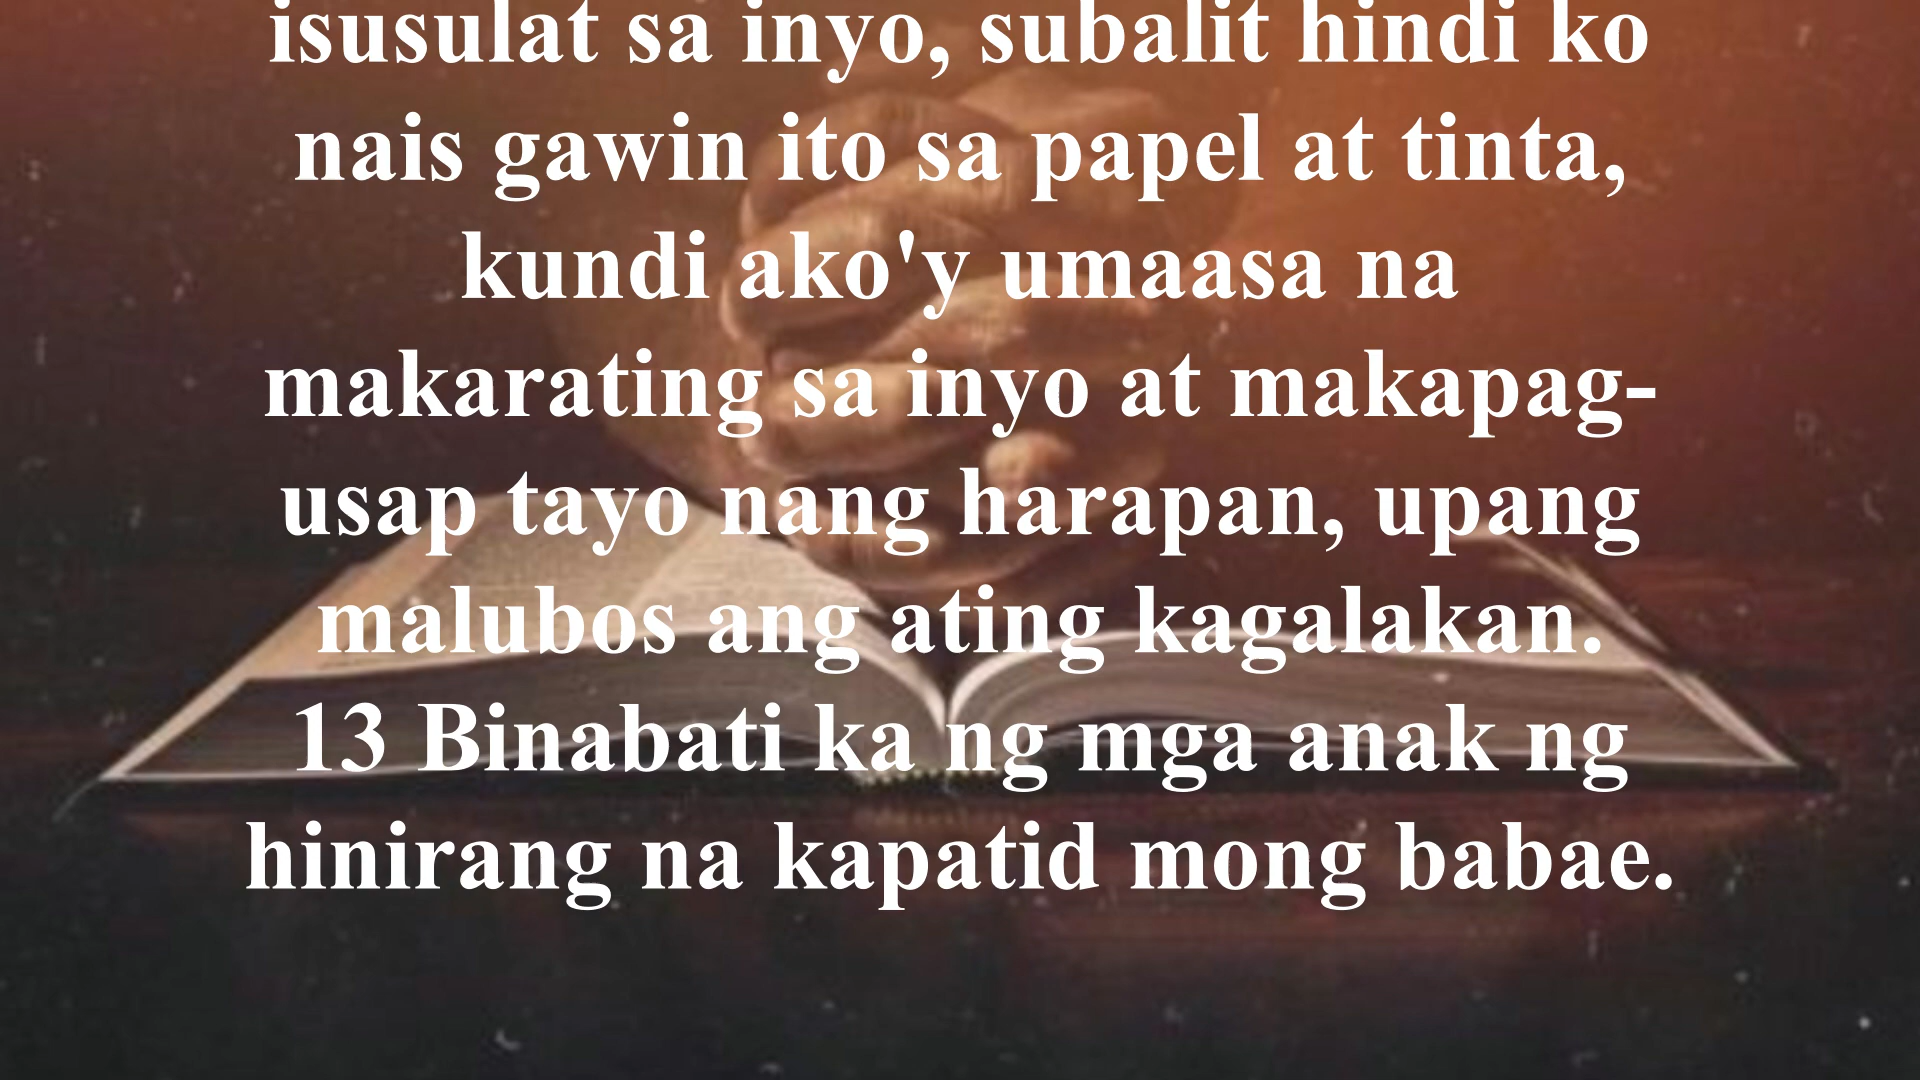 isusulat sa inyo, subalit hindi ko
nais gawin ito sa papel at tinta,
kundi ako'y umaasa na
makarating sa inyo at makapag-
usap tayo nang harapan, upang
malubos ang ating kagalakan.
13 Binabati ka ng mga anak ng
hinirang na kapatid mong babae.